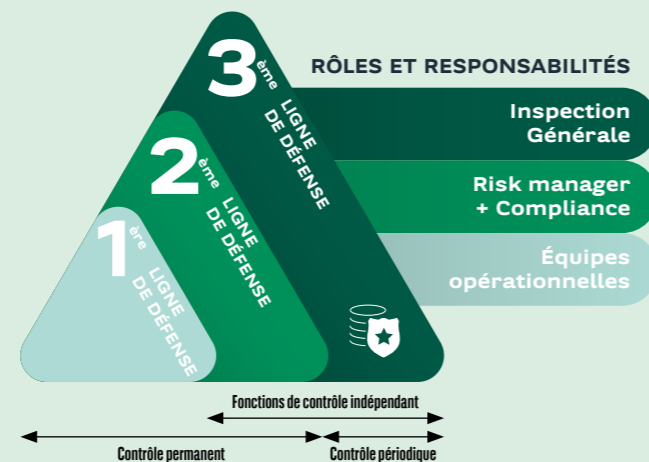 RÔLES ET RESPONSABILITÉS
3ème LIGNE
DE DÉFENSE
Inspection
Générale
2ème LIGNE
DE DÉFENSE
Risk manager
+ Compliance
1ère LIGNE
DE DÉFENSE
Équipes
opérationnelles
Fonctions de contrôle indépendant
Contrôle permanent
Contrôle périodique